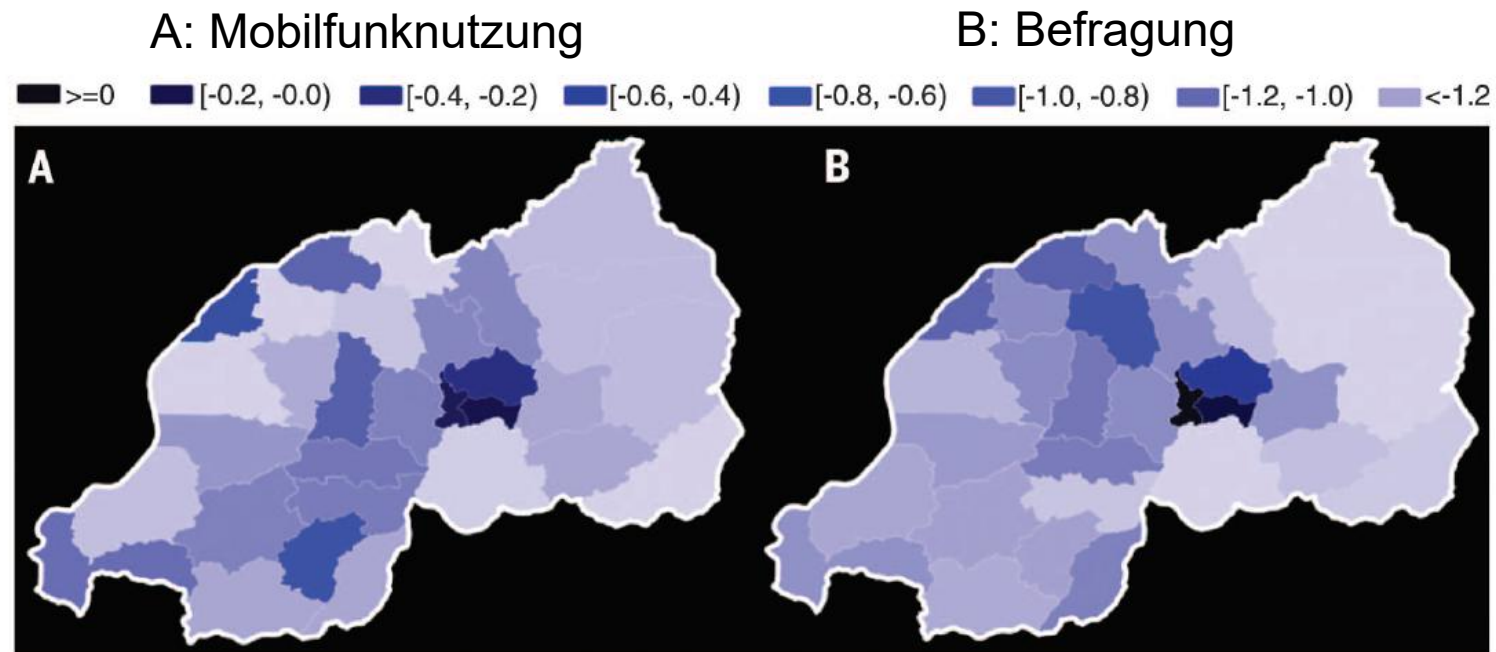 A: Mobilfunknutzung B: Befragung
>=0 [-0.2, -0.0) [-0.4, -0.2) [-0.6, -0.4) [-0.8, -0.6) [-1.0, -0.8) [-1.2, -1.0) <-1.2
A B